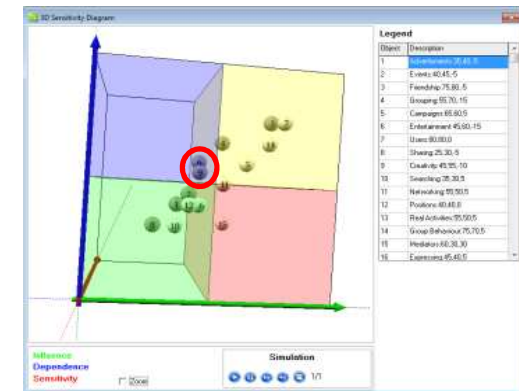 3D Sensitivity Diagram
Legend
Object Description
1 Advertisements 35,40,-5
2 Events 40,45,-5
3 Friendship 75,80,-5
4 Grouping 55,70,-15
5 Campaigns 65,60,5
6 Entertainment 45,60,-15
7 Users 80,80,0
8 Sharing 25,30,-5
9 Creativity 45,55,-10
10 Searching 35,30,5
11 Networking 55,50,5
12 Positions 40,40,0
13 Real Activities 55,50,5
14 Group Behaviour 75,70,5
15 Mediators 60,30,30
16 Expressing 45,40,5
Influence
Dependence
Sensitivity
Zoom
Simulation
1/1